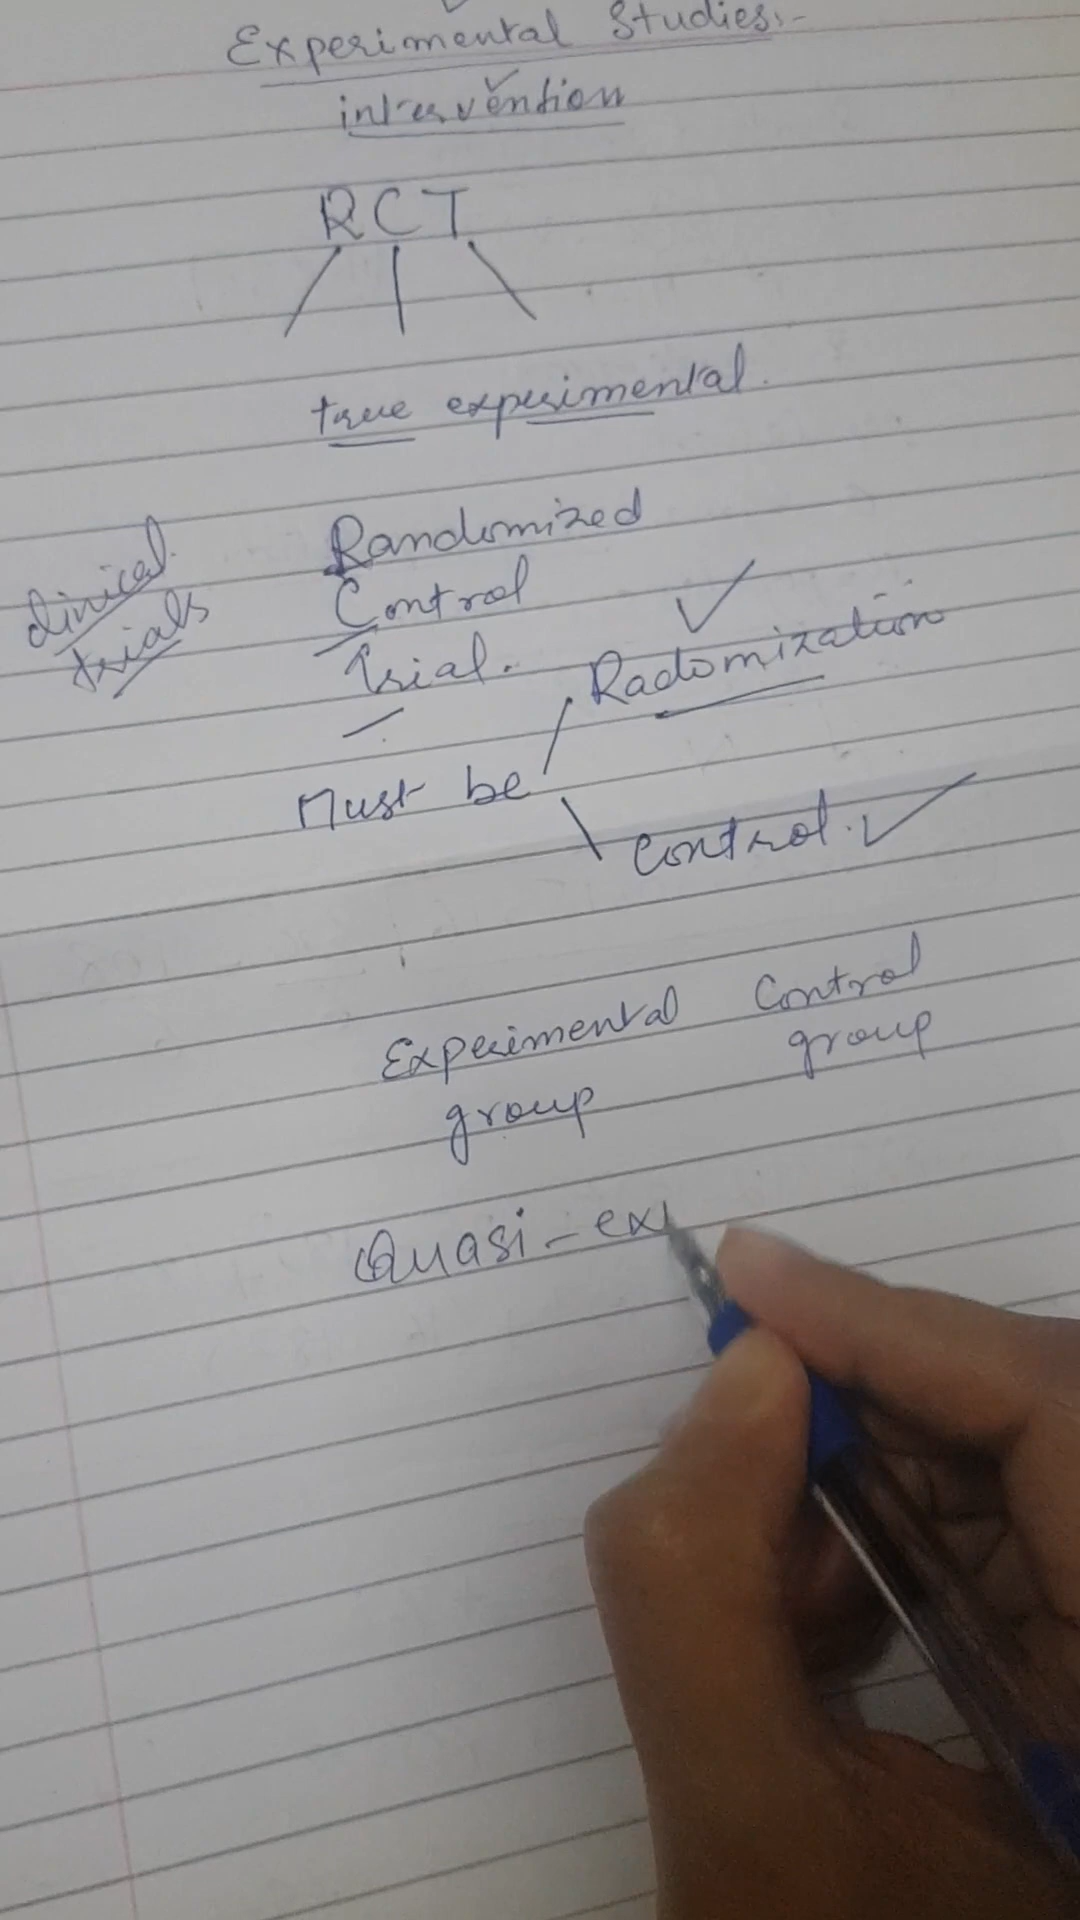 Experimental Studies:-
intervention
RCT
true experimental.
Clinical trials
Randomized
Control
Trial.
Radomization
Must be
Control.
Experimental group
Control group
Quasi-exp